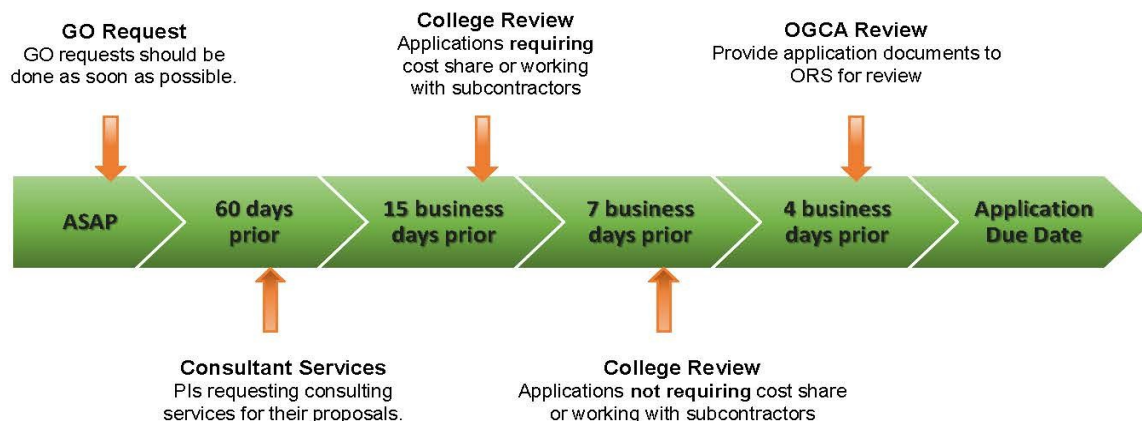 GO Request
GO requests should be
done as soon as possible.
College Review
Applications requiring
cost share or working
with subcontractors
OGCA Review
Provide application documents to
ORS for review
ASAP
60 days
prior
15 business
days prior
7 business
days prior
4 business
days prior
Application
Due Date
Consultant Services
PIs requesting consulting
services for their proposals.
College Review
Applications not requiring cost share
or working with subcontractors